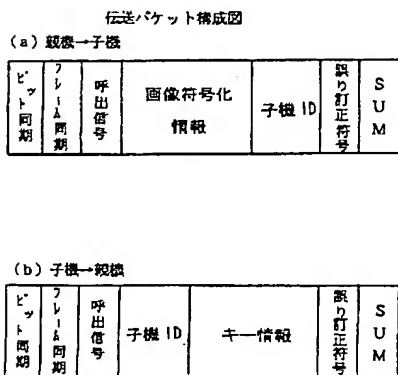 伝送パケット構成図
(a) 親機→子機
ビット同期
フレーム同期
呼出信号
画像符号化
情報
子機 ID
誤り訂正符号
SUM
(b) 子機→親機
ビット同期
フレーム同期
呼出信号
子機 ID
キー情報
誤り訂正符号
SUM